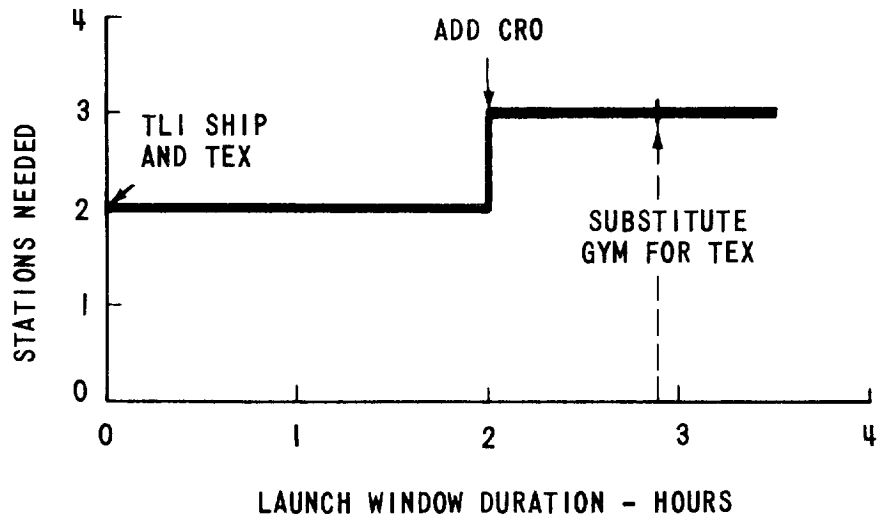 4
ADD CRO
3
TLI SHIP
AND TEX
STATIONS NEEDED
2
SUBSTITUTE
GYM FOR TEX
1
0
0 1 2 3 4
LAUNCH WINDOW DURATION - HOURS